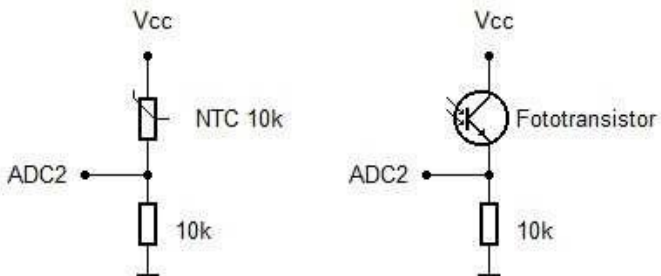 Vcc
NTC 10k
ADC2
10k
Vcc
Fototransistor
ADC2
10k